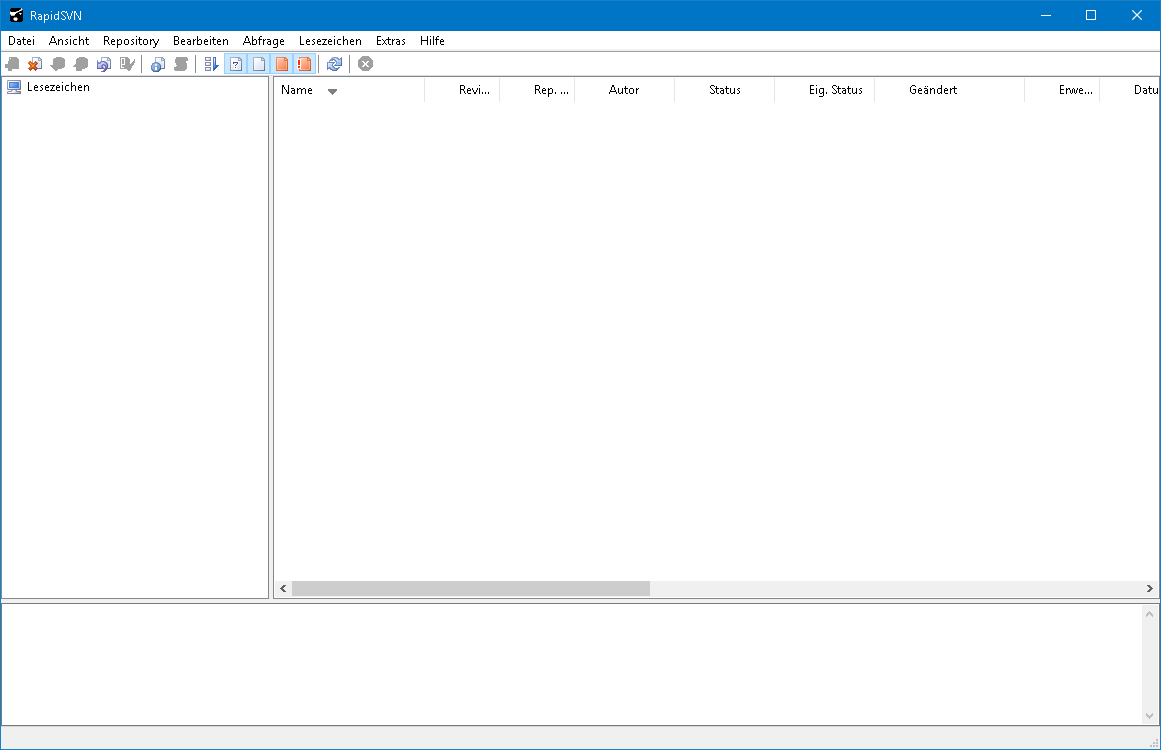 RapidSVN
Datei Ansicht Repository Bearbeiten Abfrage Lesezeichen Extras Hilfe
Lesezeichen
Name Revi... Rep. ... Autor Status Eig. Status Geändert Erwe... Datu